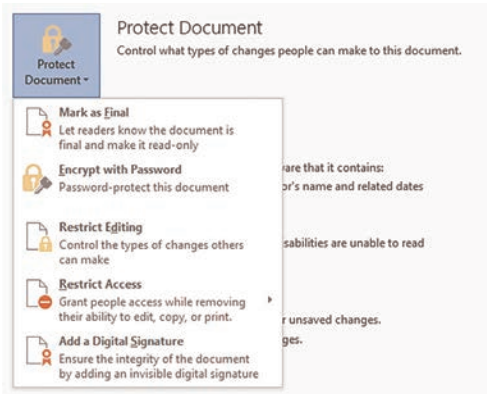 Protect Document
Control what types of changes people can make to this document.
Protect
Document
Mark as Final
Let readers know the document is
final and make it read-only
Encrypt with Password
Password-protect this document
Restrict Editing
Control the types of changes others
can make
Restrict Access
Grant people access while removing
their ability to edit, copy, or print.
Add a Digital Signature
Ensure the integrity of the document
by adding an invisible digital signature
are that it contains:
or's name and related dates
sabilities are unable to read
r unsaved changes.
ges.